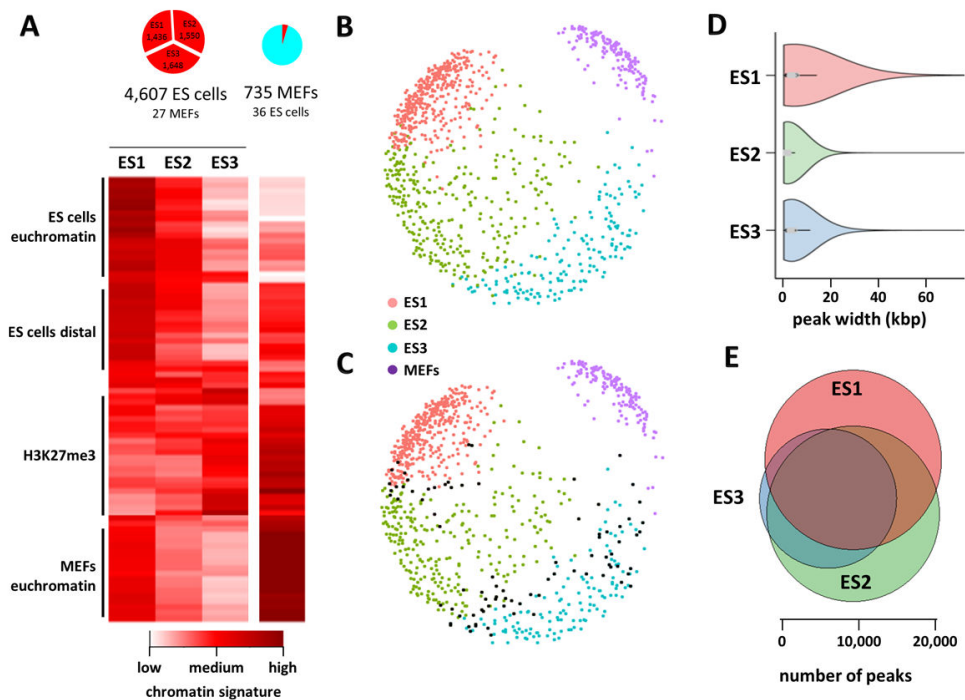 A
ES1
1,436
ES2
1,550
ES3
1,648
4,607 ES cells
27 MEFs
735 MEFs
36 ES cells
ES1 ES2 ES3
ES cells
euchromatin
ES cells distal
H3K27me3
MEFs
euchromatin
low medium high
chromatin signature
B
ES1
ES2
ES3
MEFs
C
D
ES1
ES2
ES3
0 20 40 60
peak width (kbp)
E
ES1
ES3
ES2
0 10,000 20,000
number of peaks